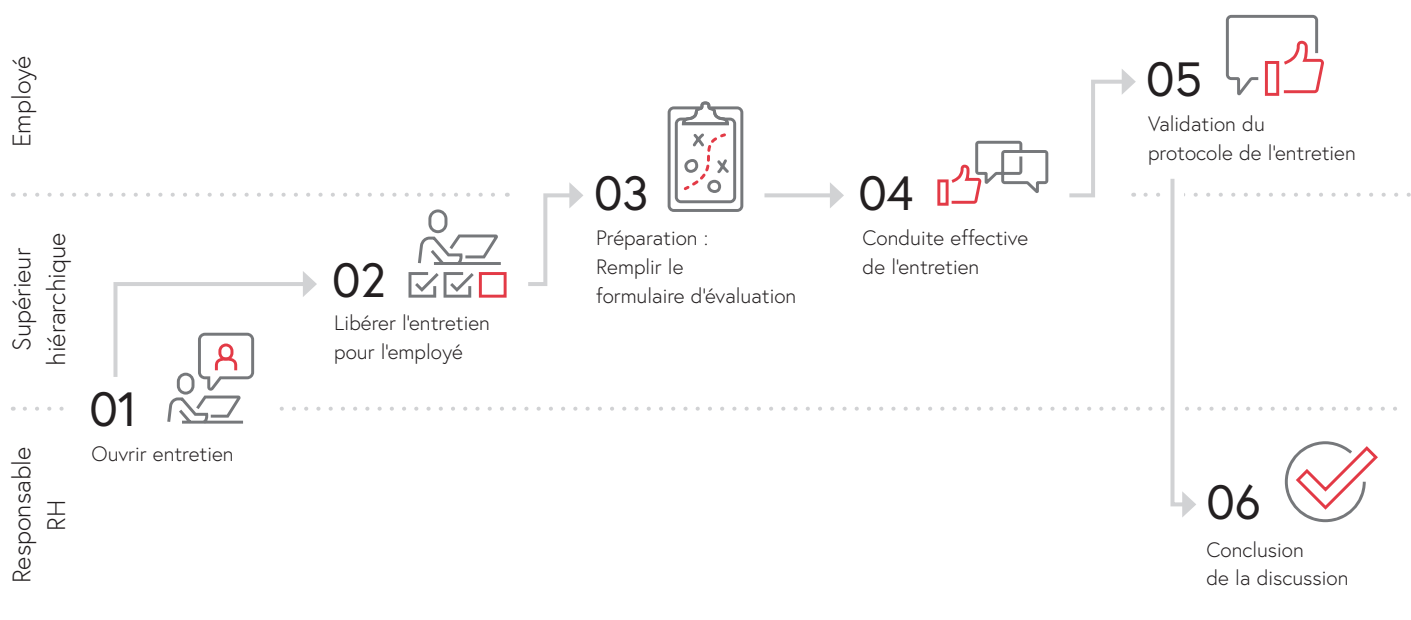 Employé
Supérieur
hiérarchique
Responsable
RH
01
Ouvrir entretien
02
Libérer l'entretien
pour l'employé
03
Préparation :
Remplir le
formulaire d'évaluation
04
Conduite effective
de l'entretien
05
Validation du
protocole de l'entretien
06
Conclusion
de la discussion